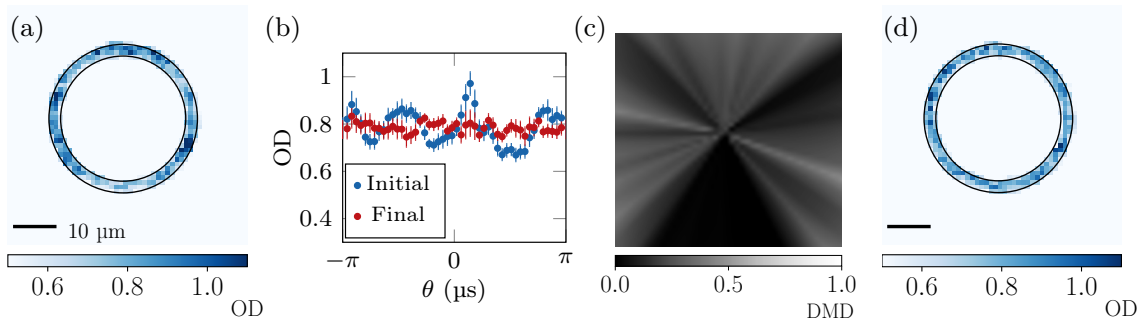 (a)
10 µm
0.6 0.8 1.0
OD
(b)
1
0.8
0.6
0.4
OD
Initial
Final
−π 0 π
θ (µs)
(c)
0.0 0.5 1.0
DMD
(d)
0.6 0.8 1.0
OD